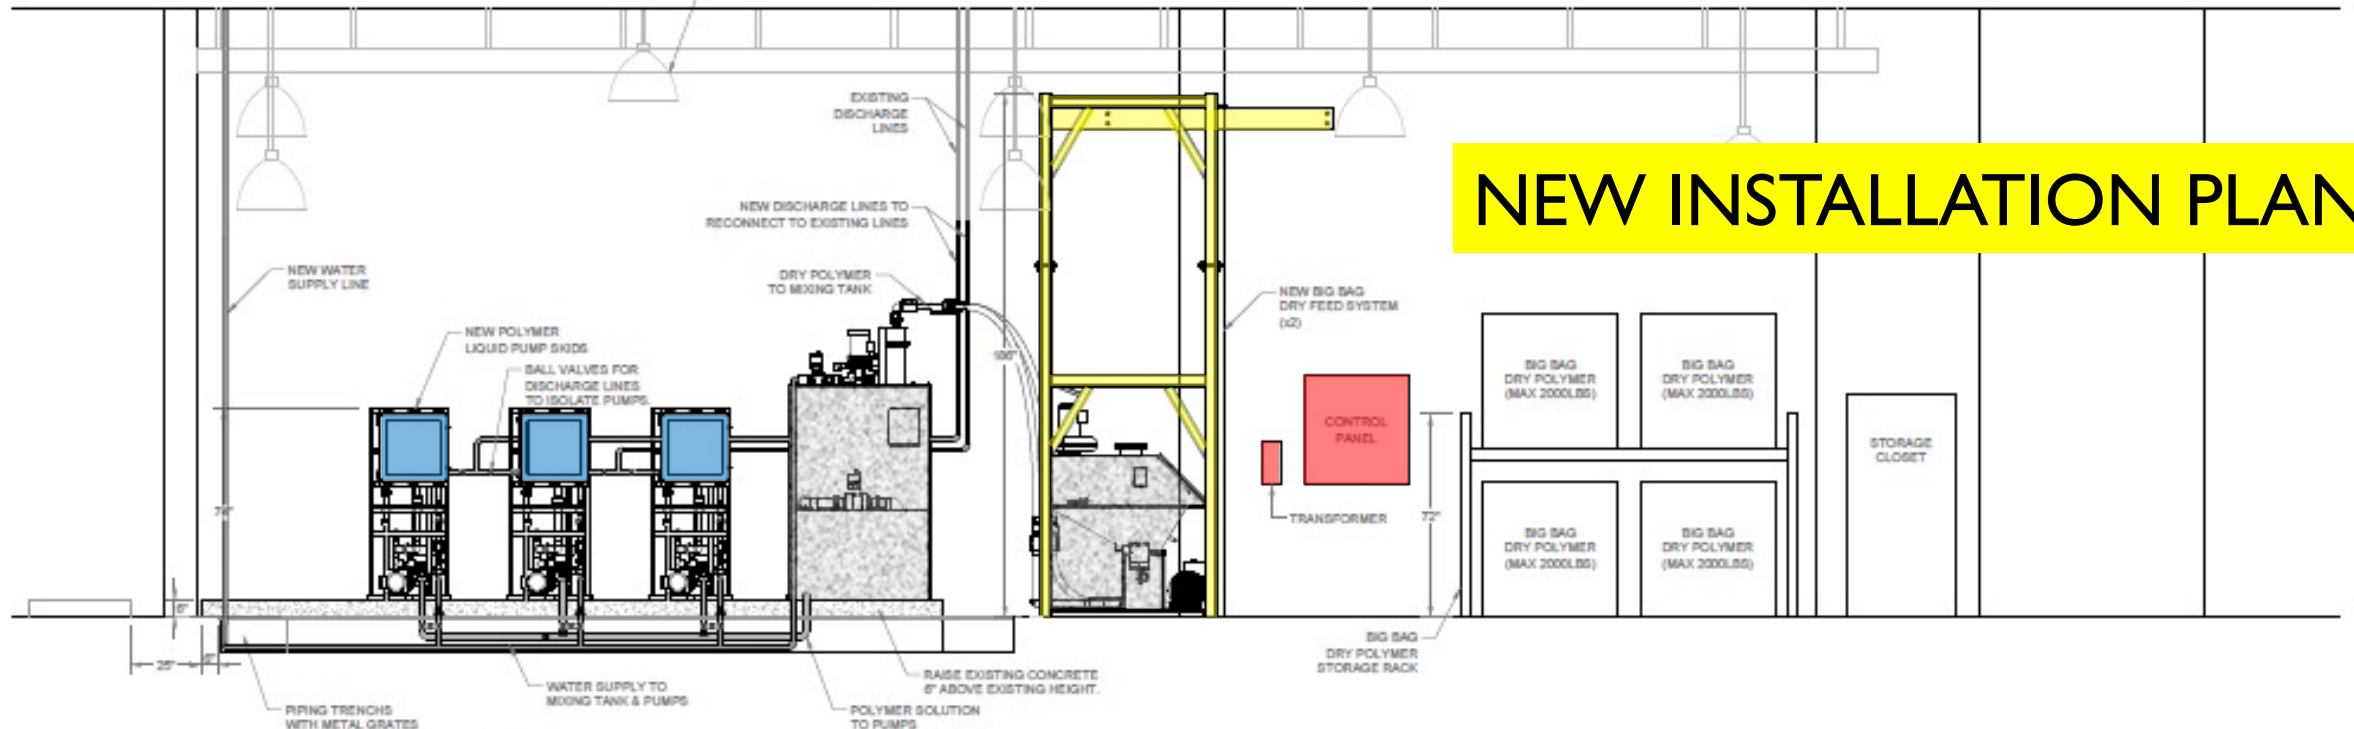 EXISTING
DISCHARGE
LINES
NEW INSTALLATION PLAN
NEW DISCHARGE LINES TO
RECONNECT TO EXISTING LINES
NEW WATER
SUPPLY LINE
DRY POLYMER
TO MIXING TANK
NEW BIG BAG
DRY FEED SYSTEM
(x2)
NEW POLYMER
LIQUID PUMP SKIDS
BALL VALVES FOR
DISCHARGE LINES
TO ISOLATE PUMPS.
BIG BAG
DRY POLYMER
(MAX 2000LBS)
BIG BAG
DRY POLYMER
(MAX 2000LBS)
CONTROL
PANEL
STORAGE
CLOSET
74"
TRANSFORMER
72"
BIG BAG
DRY POLYMER
(MAX 2000LBS)
BIG BAG
DRY POLYMER
(MAX 2000LBS)
6"
25"
BIG BAG
DRY POLYMER
STORAGE RACK
RAISE EXISTING CONCRETE
6" ABOVE EXISTING HEIGHT.
WATER SUPPLY TO
MIXING TANK & PUMPS
PIPING TRENCHS
WITH METAL GRATES
POLYMER SOLUTION
TO PUMPS